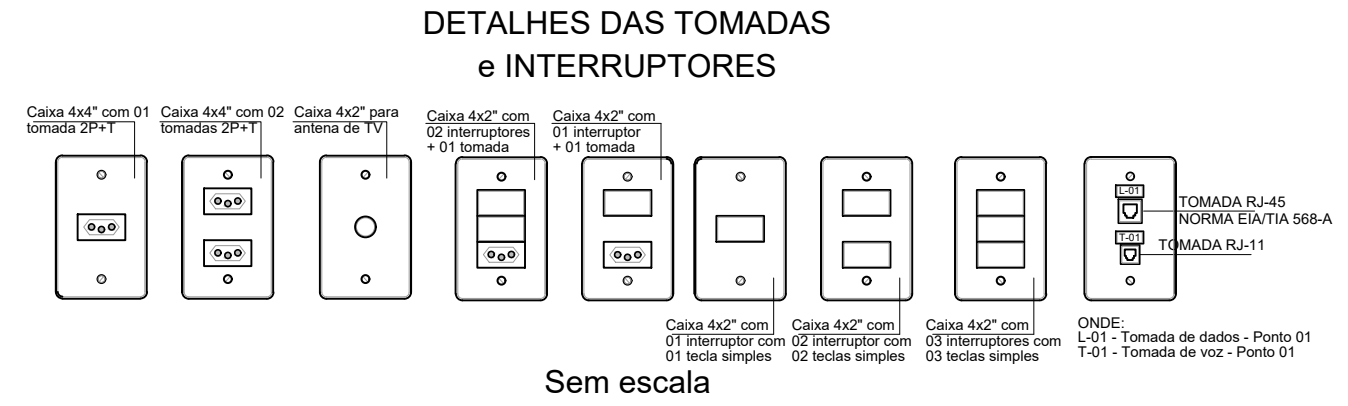 DETALHES DAS TOMADAS
e INTERRUPTORES
Caixa 4x4" com 01
tomada 2P+T
Caixa 4x4" com 02
tomadas 2P+T
Caixa 4x2" para
antena de TV
Caixa 4x2" com
02 interruptores
+ 01 tomada
Caixa 4x2" com
01 interruptor
+ 01 tomada
L-01
TOMADA RJ-45
NORMA EIA/TIA 568-A
T-01
TOMADA RJ-11
Caixa 4x2" com
01 interruptor com
01 tecla simples
Caixa 4x2" com
02 interruptor com
02 teclas simples
Caixa 4x2" com
03 interruptores com
03 teclas simples
ONDE:
L-01 - Tomada de dados - Ponto 01
T-01 - Tomada de voz - Ponto 01
Sem escala